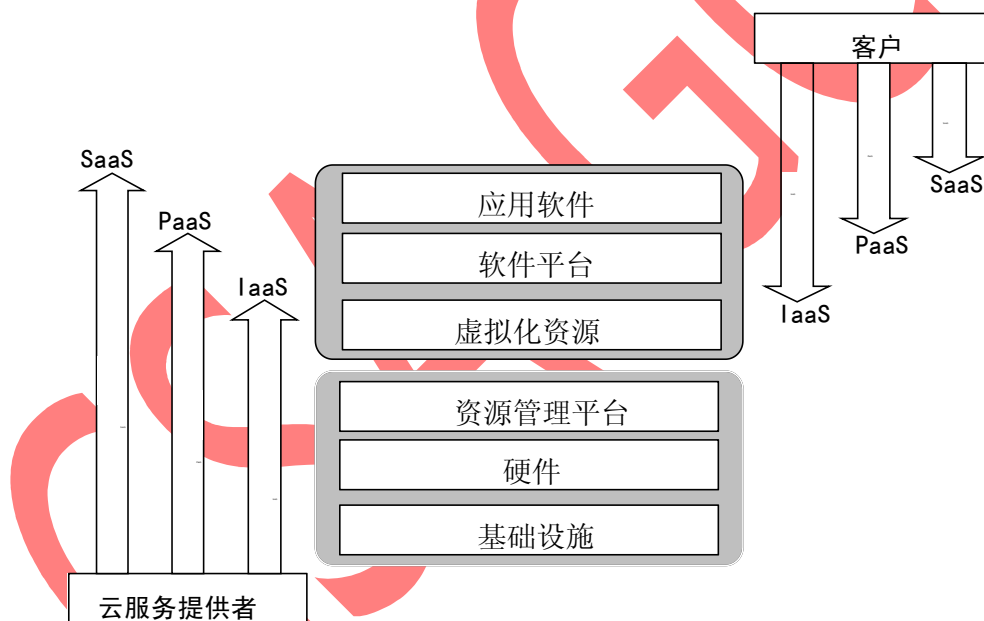 客户
SaaS
PaaS
IaaS
应用软件
软件平台
虚拟化资源
SaaS
PaaS
IaaS
资源管理平台
硬件
基础设施
云服务提供者